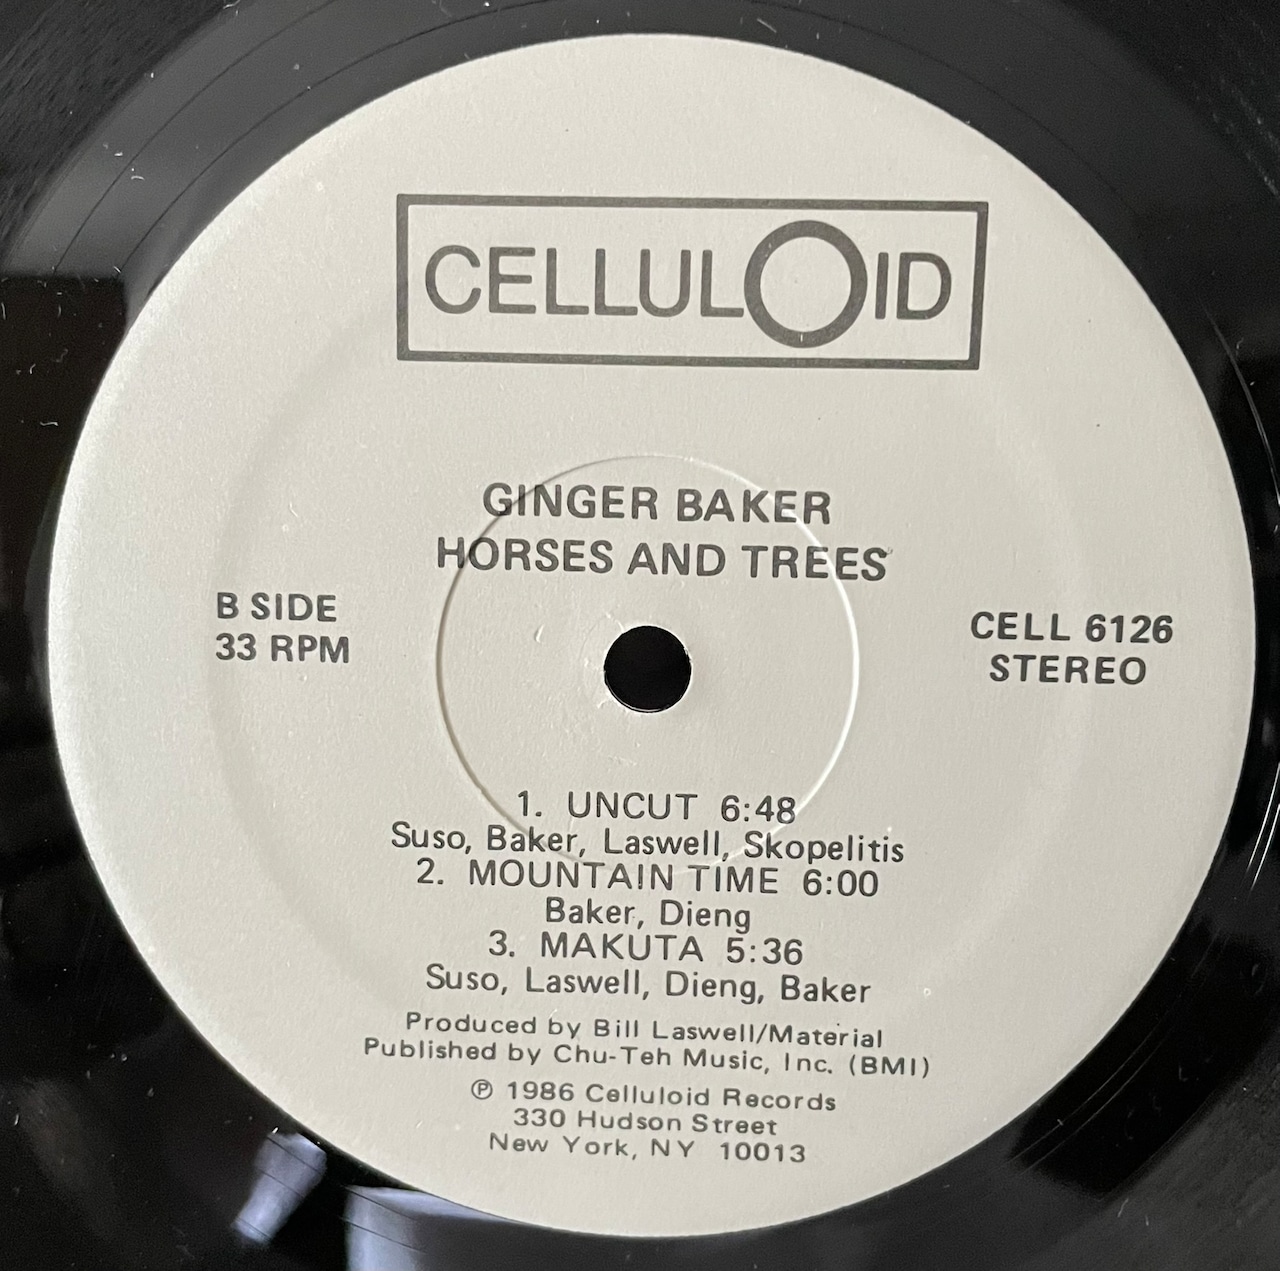 CELLULOID
GINGER BAKER
HORSES AND TREES
B SIDE
33 RPM
CELL 6126
STEREO
1. UNCUT 6:48
Suso, Baker, Laswell, Skopelitis
2. MOUNTAIN TIME 6:00
Baker, Dieng
3. MAKUTA 5:36
Suso, Laswell, Dieng, Baker
Produced by Bill Laswell/Material
Published by Chu-Teh Music, Inc. (BMI)
℗ 1986 Celluloid Records
330 Hudson Street
New York, NY 10013